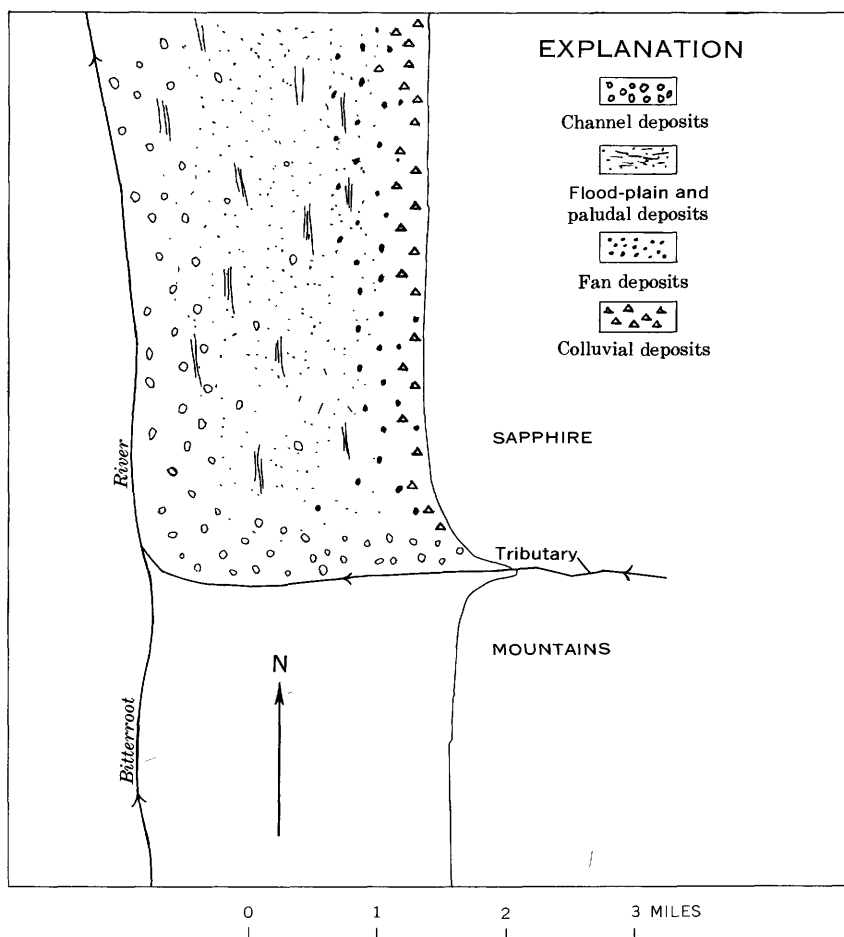 EXPLANATION
Channel deposits
Flood-plain and
paludal deposits
Fan deposits
Colluvial deposits
SAPPHIRE
River
Tributary
MOUNTAINS
N
Bitterroot
0 1 2 3 MILES